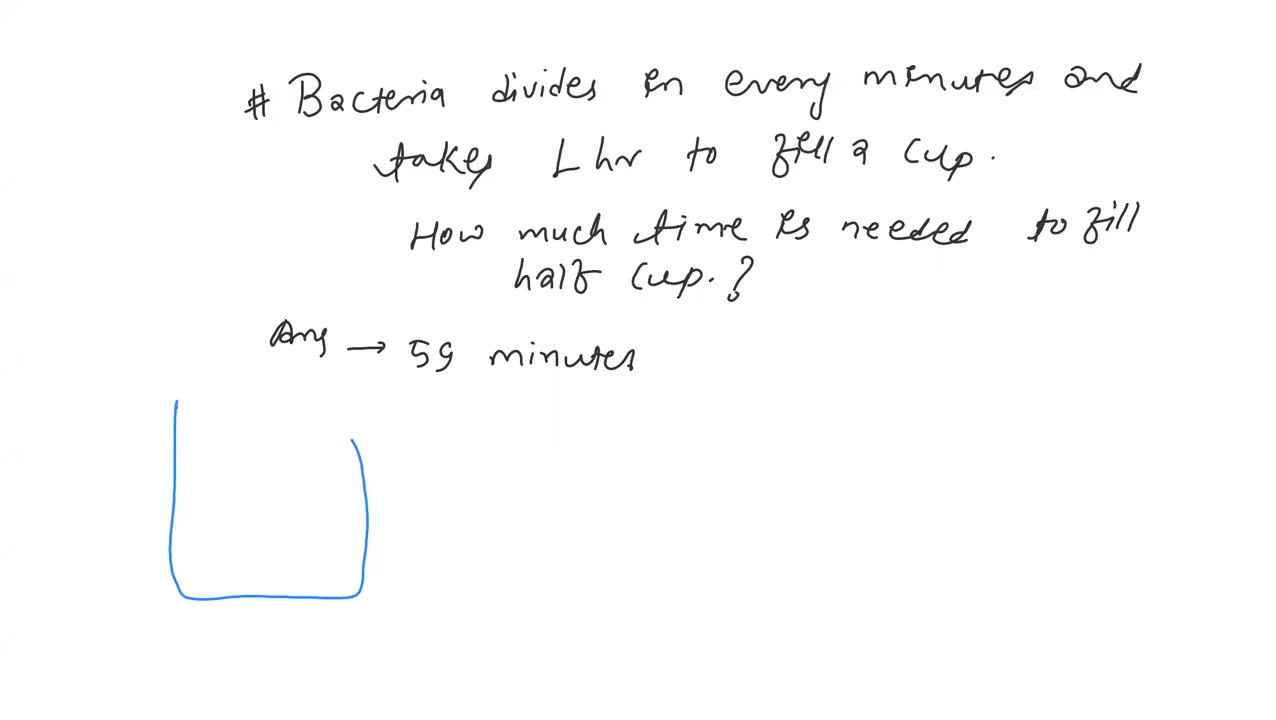 # Bacteria divides in every minutes and
takes 1 hr to fill a cup.
How much time is needed to fill
half cup. ?
Ans → 59 minutes